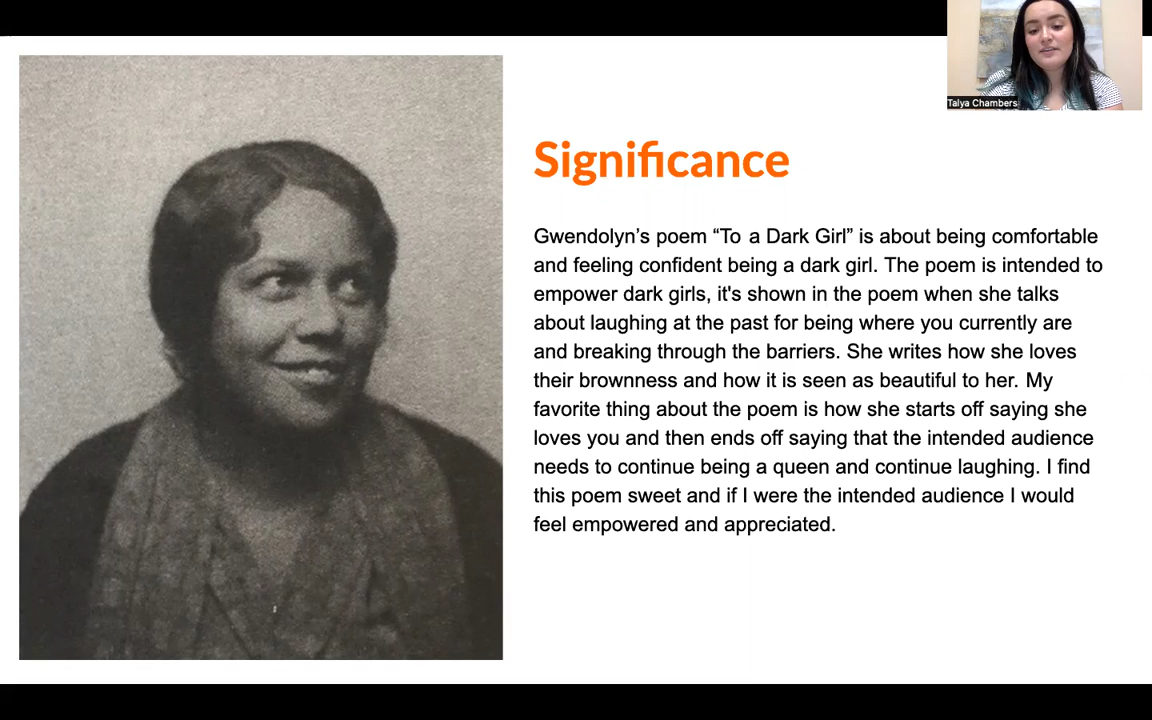 Talya Chambers
Significance
Gwendolyn’s poem “To a Dark Girl” is about being comfortable
and feeling confident being a dark girl. The poem is intended to
empower dark girls, it's shown in the poem when she talks
about laughing at the past for being where you currently are
and breaking through the barriers. She writes how she loves
their brownness and how it is seen as beautiful to her. My
favorite thing about the poem is how she starts off saying she
loves you and then ends off saying that the intended audience
needs to continue being a queen and continue laughing. I find
this poem sweet and if I were the intended audience I would
feel empowered and appreciated.